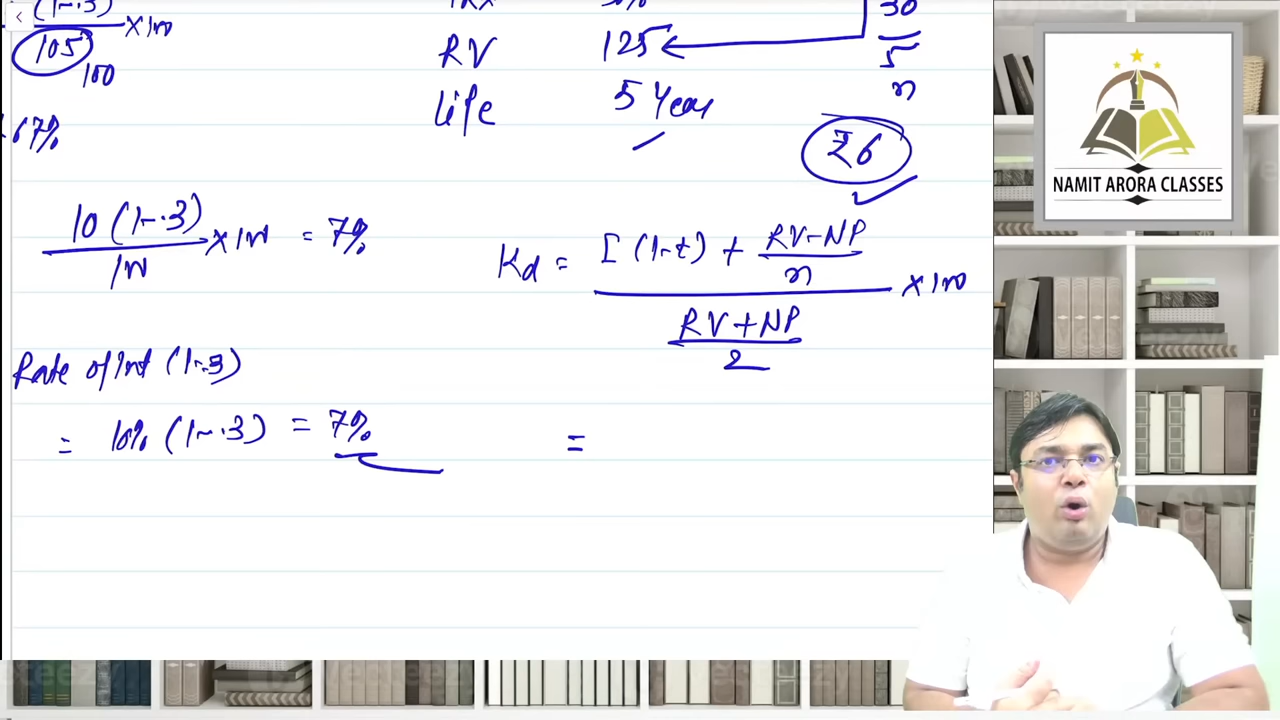 (1-.3)
105 × 100
100
67%
30
RV 125 5
Life 5 Year n
₹6
10 (1-.3) × 100 = 7%
100
Kd = I (1-t) + RV-NP
n × 100
RV + NP
2
Rate of Int (1-.3)
= 10% (1-.3) = 7%
=
NAMIT ARORA CLASSES